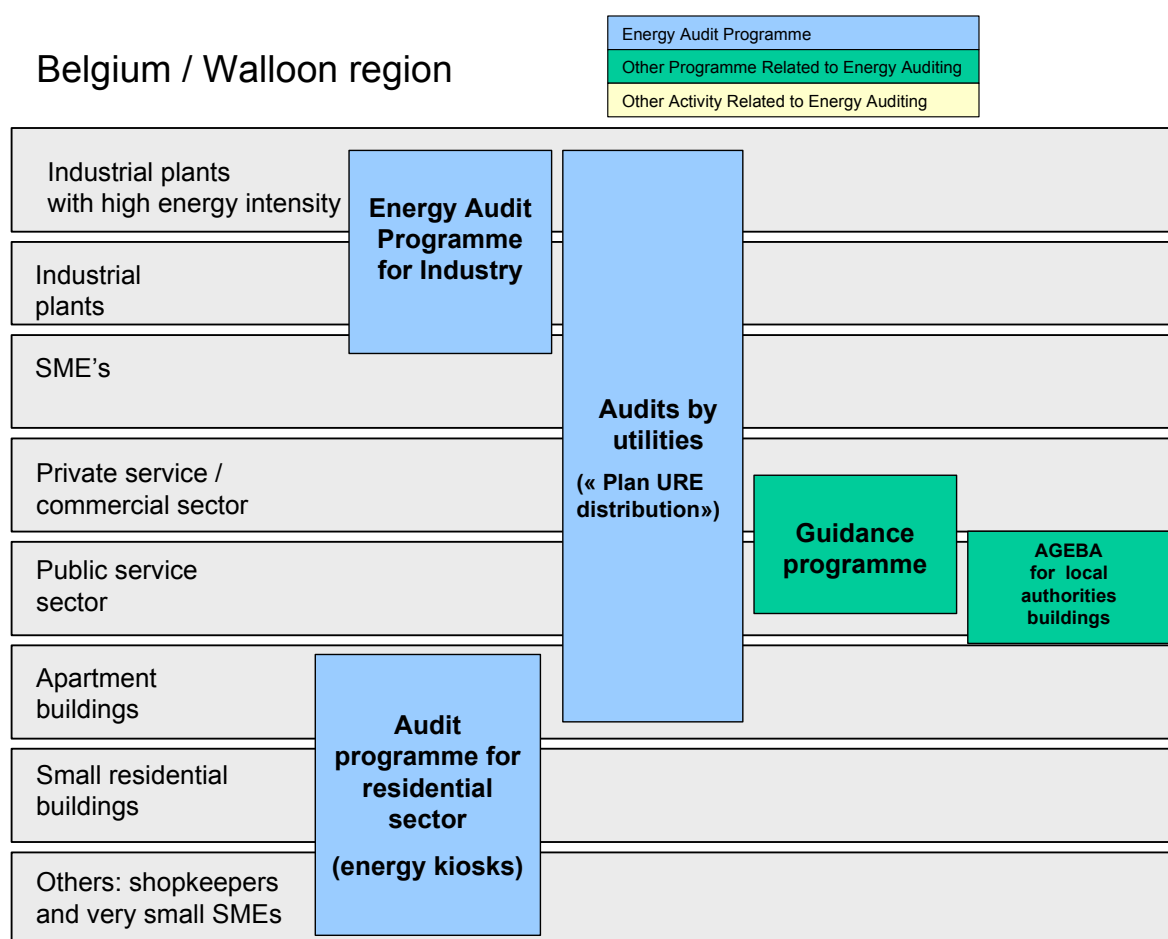 Belgium / Walloon region
Energy Audit Programme
Other Programme Related to Energy Auditing
Other Activity Related to Energy Auditing
Industrial plants
with high energy intensity
Energy Audit
Programme
for Industry
Industrial
plants
SME's
Audits by
utilities
(« Plan URE
distribution»)
Private service /
commercial sector
Guidance
programme
Public service
sector
AGEBA
for local
authorities
buildings
Apartment
buildings
Audit
programme for
residential
sector
(energy kiosks)
Small residential
buildings
Others: shopkeepers
and very small SMEs